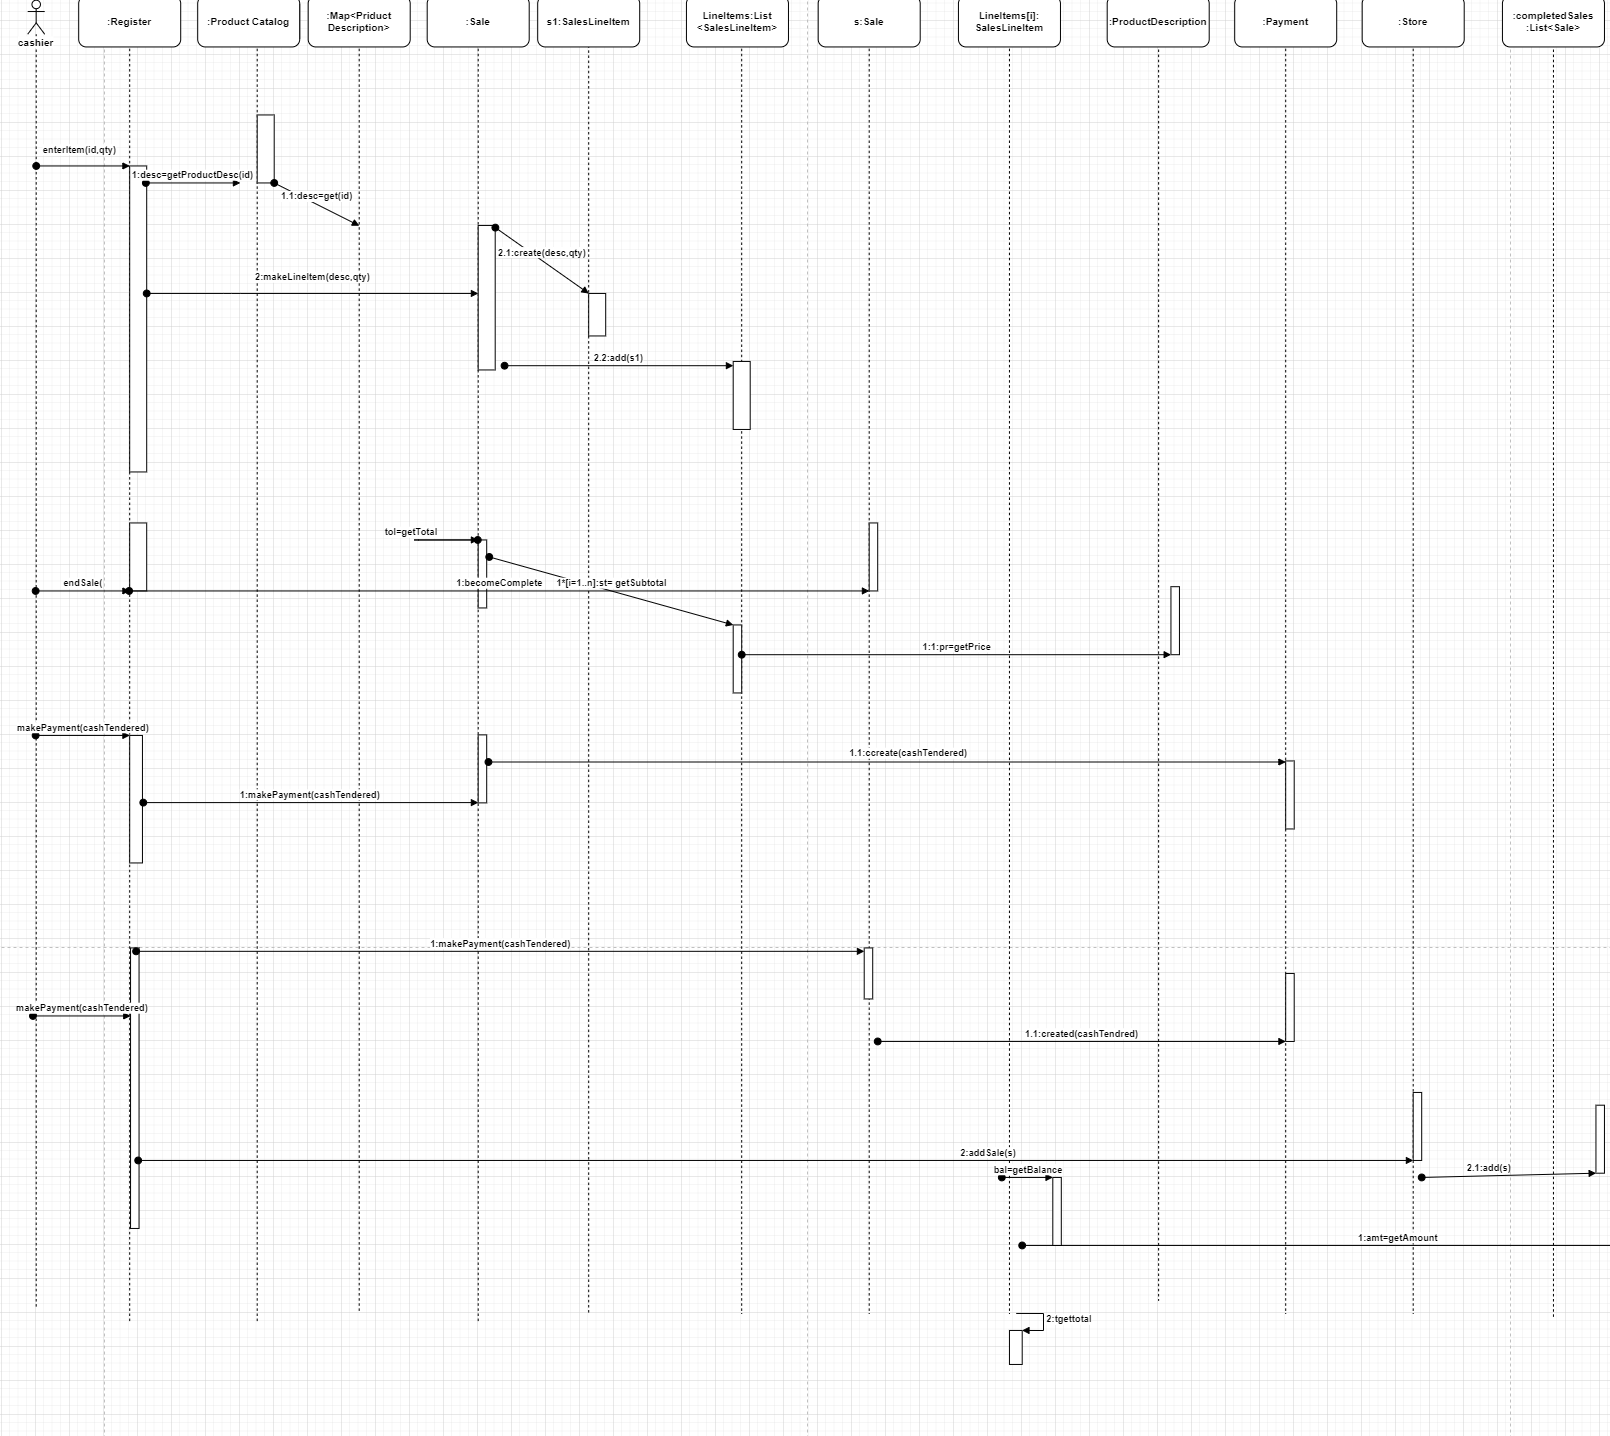 cashier
:Register
:Product Catalog
:Map<Priduct
Description>
:Sale
s1:SalesLineItem
LineItems:List
<SalesLineItem>
s:Sale
LineItems[i]:
SalesLineItem
:ProductDescription
:Payment
:Store
:completedSales
:List<Sale>
enterItem(id,qty)
1:desc=getProductDesc(id)
1.1:desc=get(id)
2.1:create(desc,qty)
2:makeLineItem(desc,qty)
2.2:add(s1)
tol=getTotal
endSale(
1:becomeComplete
1*[i=1..n]:st= getSubtotal
1:1:pr=getPrice
makePayment(cashTendered)
1.1:ccreate(cashTendered)
1:makePayment(cashTendered)
1:makePayment(cashTendered)
makePayment(cashTendered)
1.1:created(cashTendred)
2:addSale(s)
bal=getBalance
2.1:add(s)
1:amt=getAmount
2:tgettotal